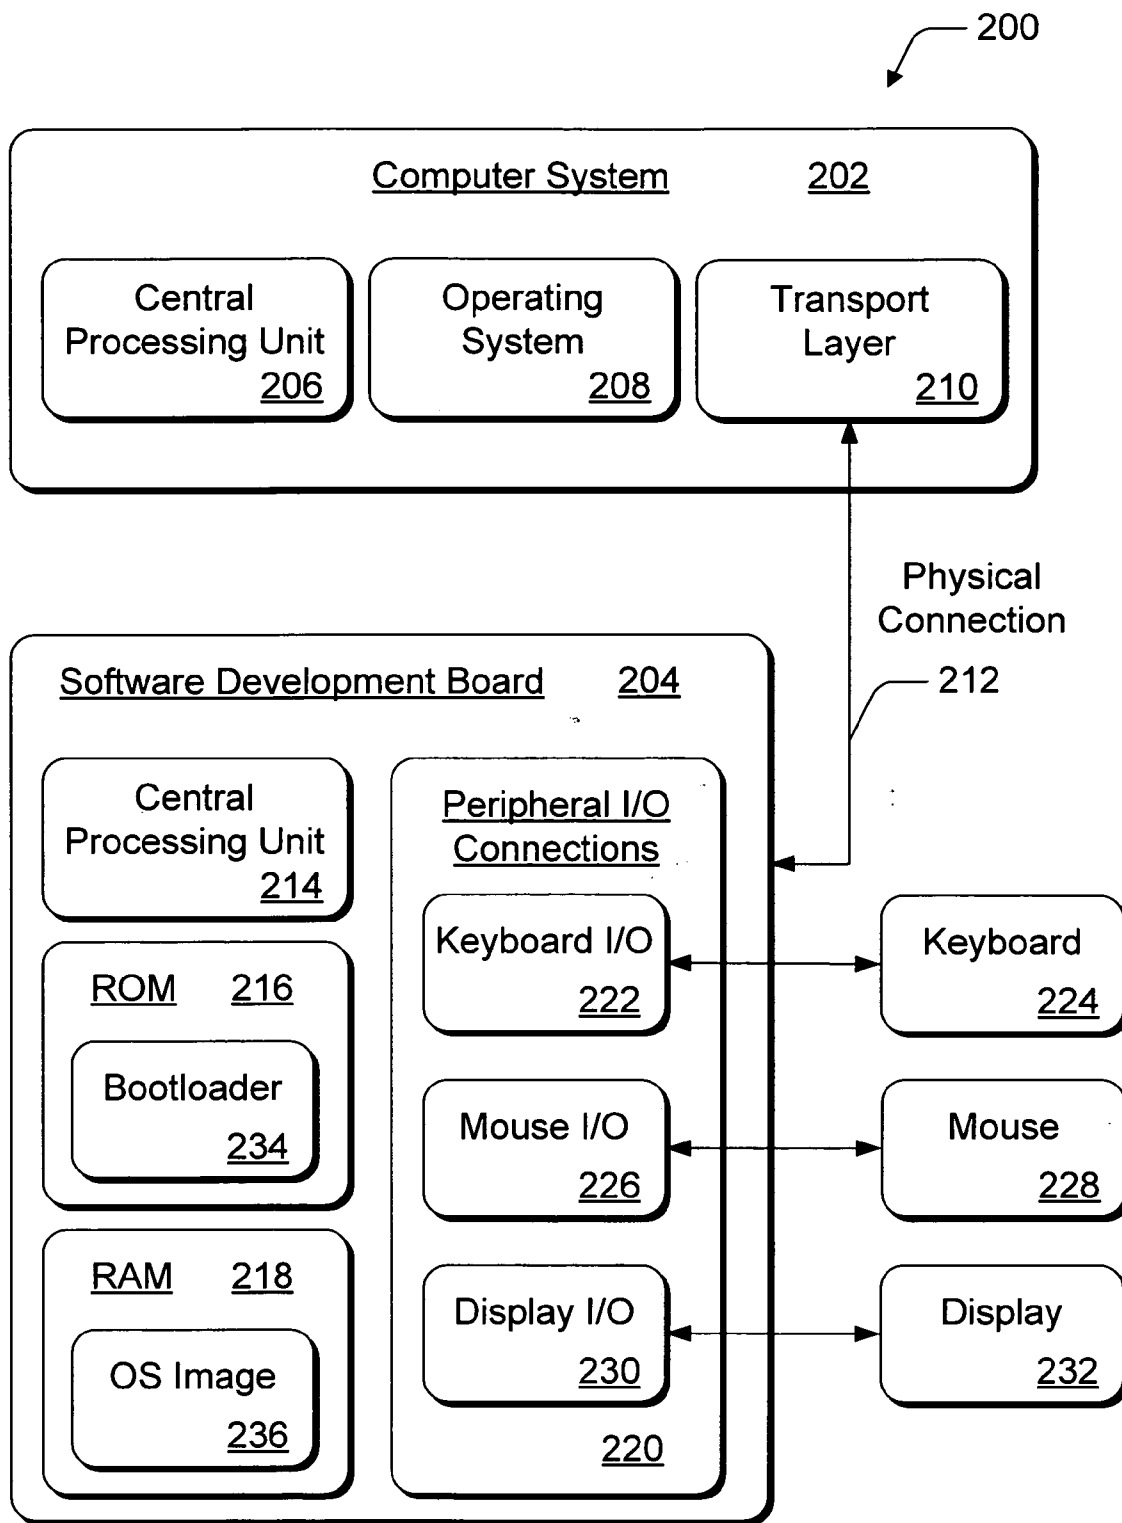 200
Computer System 202
Central
Processing Unit
206
Operating
System
208
Transport
Layer
210
Physical
Connection
212
Software Development Board 204
Central
Processing Unit
214
ROM 216
Bootloader
234
RAM 218
OS Image
236
Peripheral I/O
Connections
Keyboard I/O
222
Mouse I/O
226
Display I/O
230
220
Keyboard
224
Mouse
228
Display
232